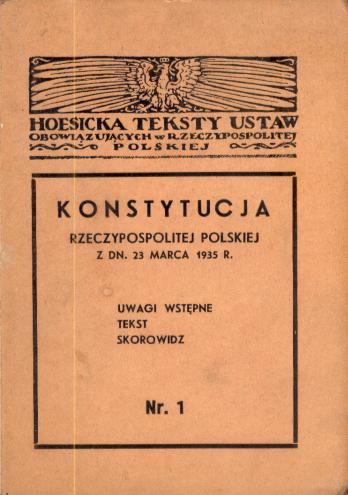 HOESICKA TEKSTY USTAW
OBOWIĄZUJĄCYCH W RZECZYPOSPOLITEJ
POLSKIEJ
KONSTYTUCJA
RZECZYPOSPOLITEJ POLSKIEJ
Z DN. 23 MARCA 1935 R.
UWAGI WSTĘPNE
TEKST
SKOROWIDZ
Nr. 1